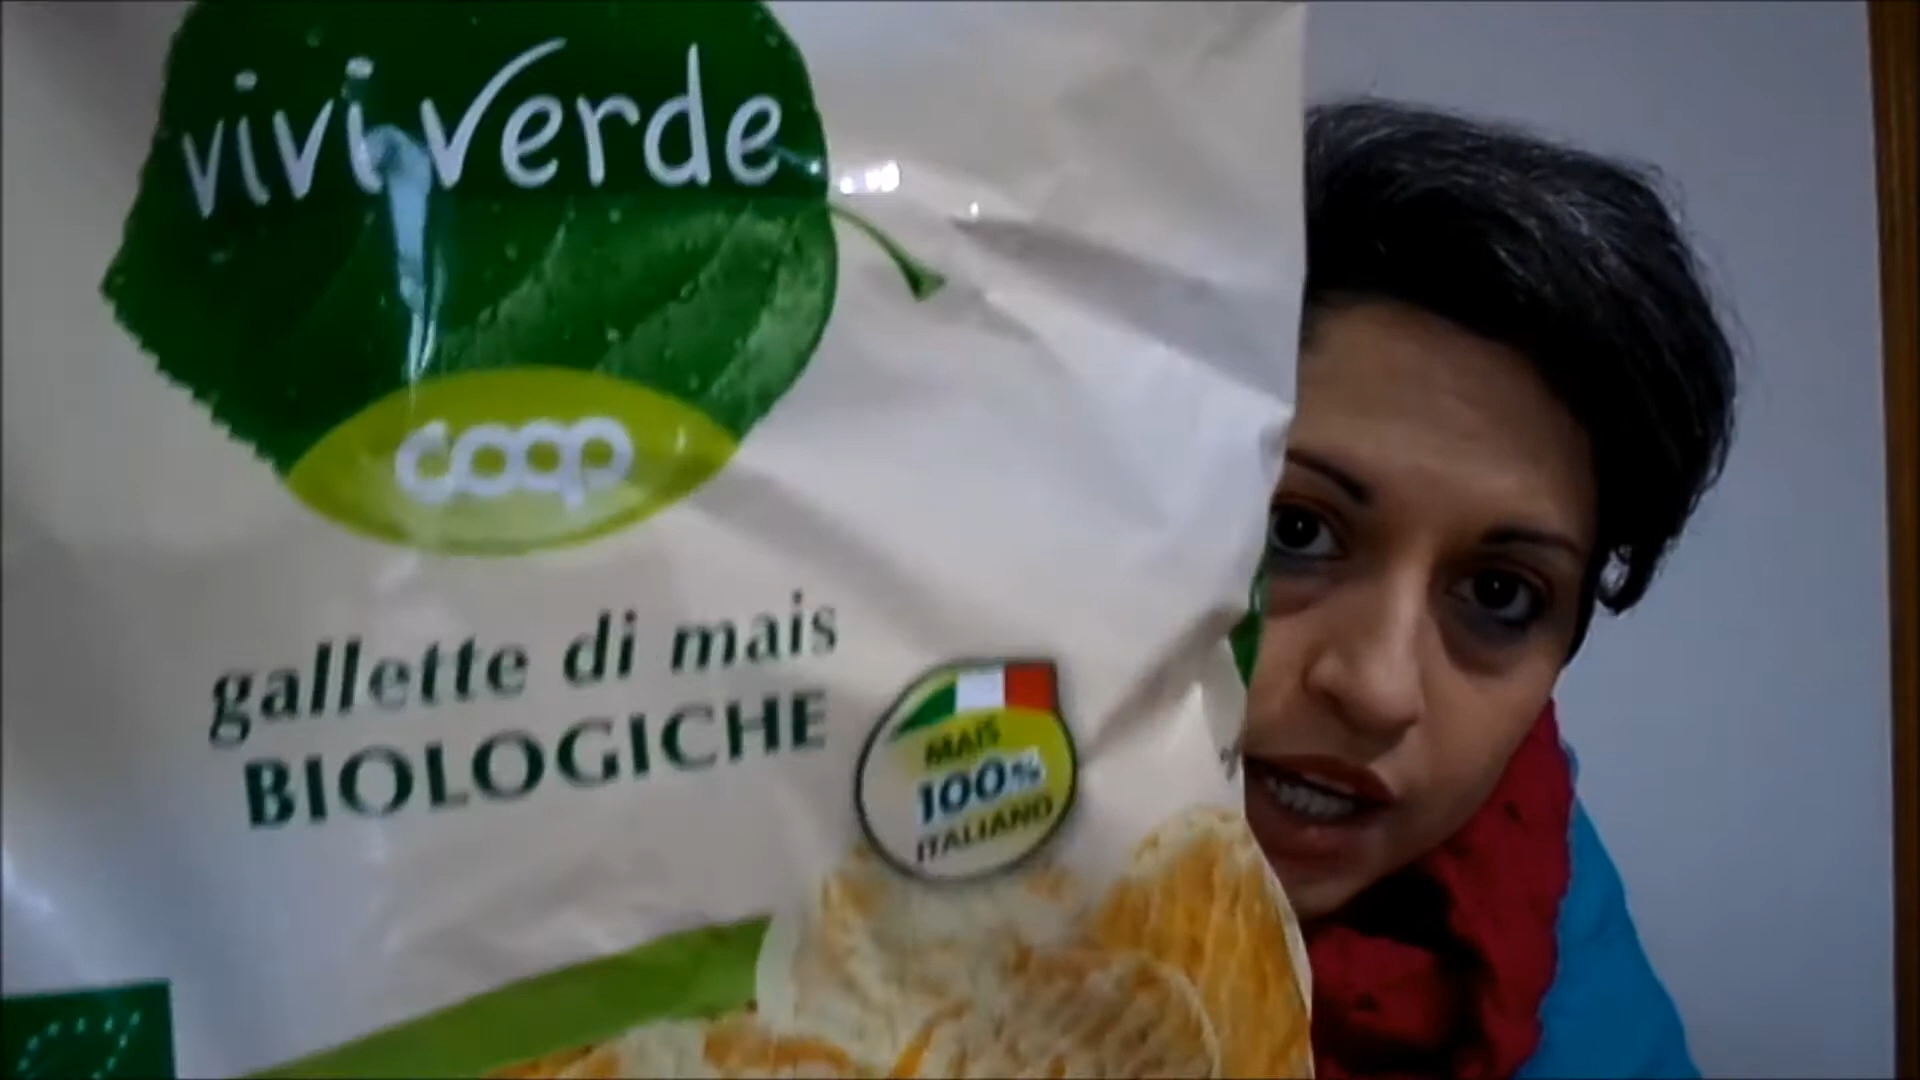 vivi verde
coop
gallette di mais
BIOLOGICHE
MAIS
100%
ITALIANO